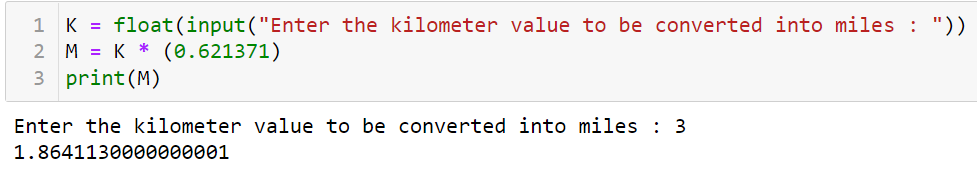 1 K = float(input("Enter the kilometer value to be converted into miles : "))
2 M = K * (0.621371)
3 print(M)
Enter the kilometer value to be converted into miles : 3
1.8641130000000001